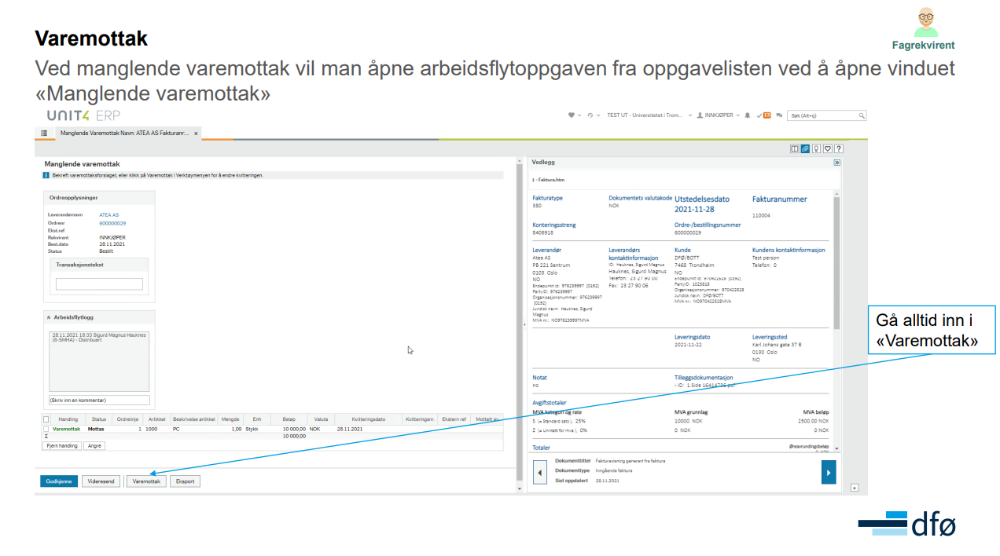 Varemottak
Fagrekvirent
Ved manglende varemottak vil man åpne arbeidsflytoppgaven fra oppgavelisten ved å åpne vinduet
«Manglende varemottak»
UNIT4 ERP
TEST UT - Universitetet i Trom...
INNKJØPER
13
Søk (Alt+q)
Manglende Varemottak Navn: ATEA AS Fakturanr:... ×
Manglende varemottak
Bekreft varemottaksforslaget, eller klikk på Varemottak i Verktøymenyen for å endre kvitteringen.
Ordreopplysninger
Leverandørnavn ATEA AS
Ordrenr 600000029
Ekst.ref
Rekvirent INNKJØPER
Best.dato 28.11.2021
Status Bestilt
Transaksjonstekst
Arbeidsflytlogg
28.11.2021 18:33 Sigurd Magnus Hauknes
(8-SMHA) - Distribuert
(Skriv inn en kommentar)
Handling Status Ordrelinje Artikkel Beskrivelse artikkel Mengde Enh Beløp Valuta Kvitteringsdato Kvitteringsnr. Ekstern ref Mottatt av
Varemottak Mottas 1 1000 PC 1,00 Stykk 10 000,00 NOK 28.11.2021
Σ 10 000,00
Fjern handling Angre
Godkjenne Videresend Varemottak Eksport
Vedlegg
1 - Faktura.htm
Fakturatype
380
Dokumentets valutakode
NOK
Utstedelsesdato
2021-11-28
Fakturanummer
110004
Konteringsstreng
8406918
Ordre-/bestillingsnummer
600000029
Leverandør
Atea AS
PB 221 Sentrum
0103 Oslo
NO
Endepunkt id: 976239997 [0192]
PartyID: 976239997
Organisasjonsnummer: 976239997
[0192]
Juridisk navn: Hauknes, Sigurd
Magnus
MVA nr.: NO976239997MVA
Leverandørs
kontaktinformasjon
ID: Hauknes, Sigurd Magnus
Hauknes, Sigurd Magnus
Telefon: 23 27 90 00
Fax: 23 27 90 06
Kunde
DFØ/BOTT
7468 Trondheim
NO
Endepunkt id: 970422528 [0192]
PartyID: 1025818
Organisasjonsnummer: 970422528
Juridisk navn: DFØ/BOTT
MVA nr.: NO970422528MVA
Kundens kontaktinformasjon
Test person
Telefon: 0
Leveringsdato
2021-11-22
Leveringssted
Karl Johans gate 37 B
0130 Oslo
NO
Notat
no
Tilleggsdokumentasjon
- ID: 1.Side 16414736.pdf
Avgiftstotaler
MVA kategori og rate MVA grunnlag MVA beløp
S (= Standard sats), 25% 10000 NOK 2500.00 NOK
Z (= Unntatt for mva), 0% 0 NOK 0 NOK
Totaler Øreavrundingsbeløp
0 NOK
Dokumenttittel Fakturavisning generert fra faktura
Dokumenttype Inngående faktura
Sist oppdatert 28.11.2021
Gå alltid inn i
«Varemottak»
dfø